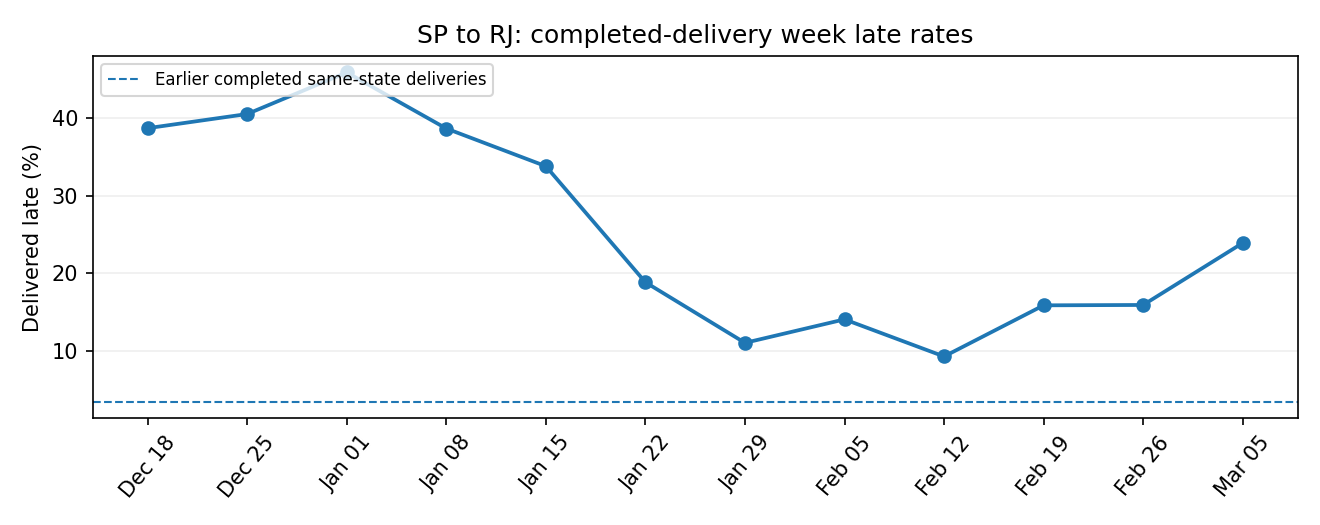 SP to RJ: completed-delivery week late rates
Earlier completed same-state deliveries
Delivered late (%)
40
30
20
10
Dec 18
Dec 25
Jan 01
Jan 08
Jan 15
Jan 22
Jan 29
Feb 05
Feb 12
Feb 19
Feb 26
Mar 05